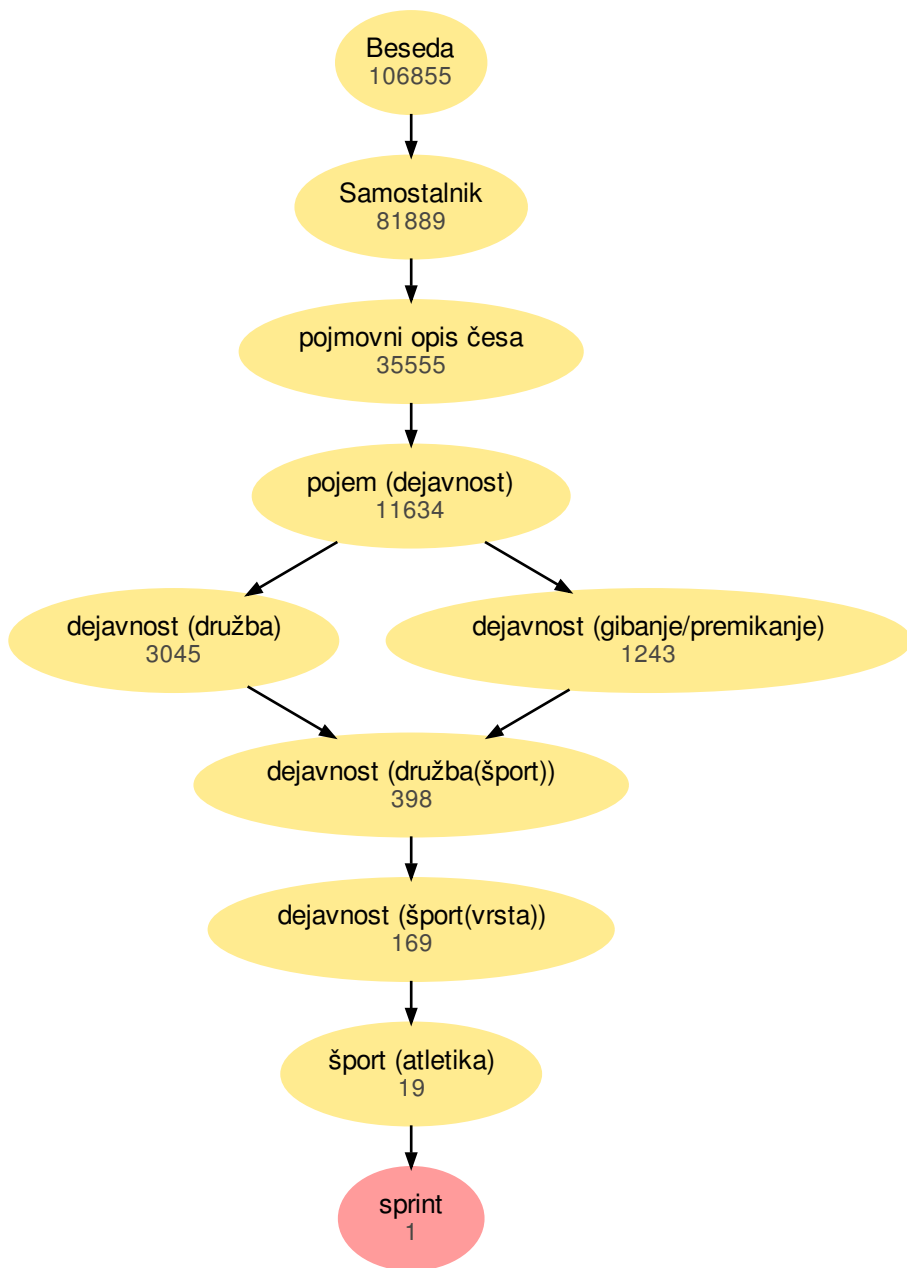 Beseda
106855
Samostalnik
81889
pojmovni opis česa
35555
pojem (dejavnost)
11634
dejavnost (družba)
3045
dejavnost (gibanje/premikanje)
1243
dejavnost (družba(šport))
398
dejavnost (šport(vrsta))
169
šport (atletika)
19
sprint
1